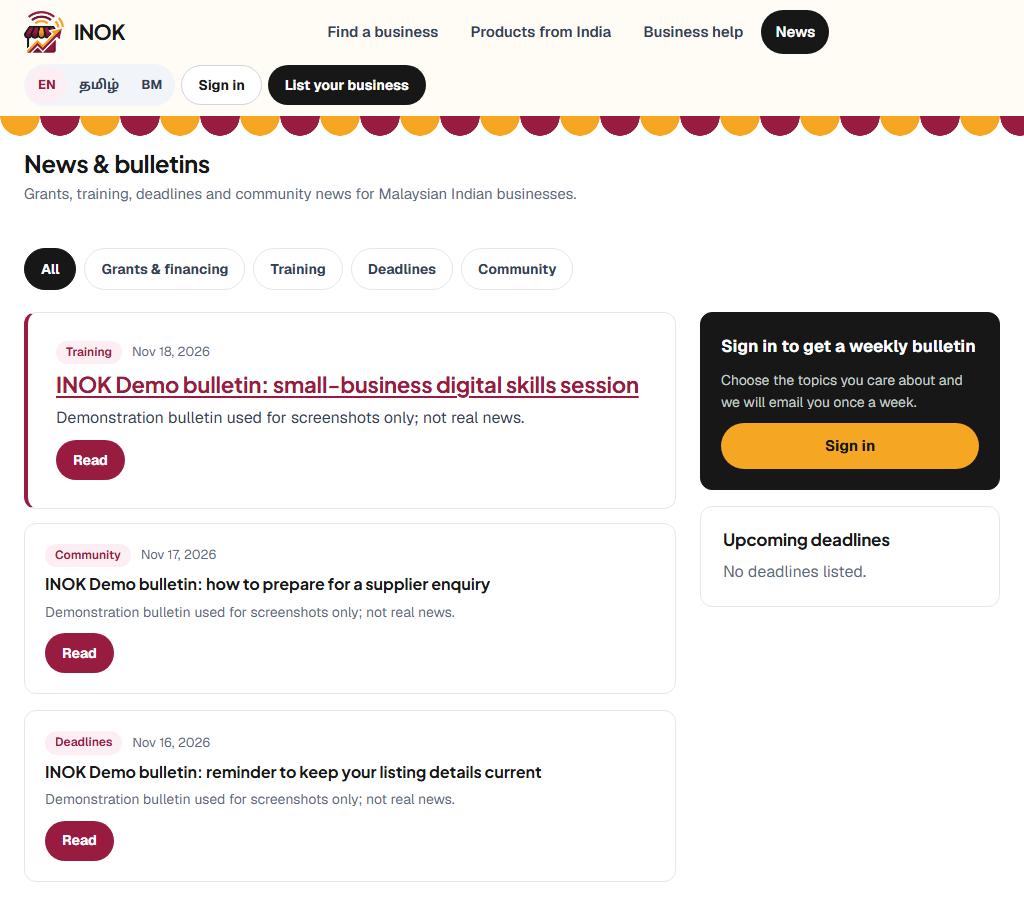 INOK
Find a business
Products from India
Business help
News
EN
தமிழ்
BM
Sign in
List your business
News & bulletins
Grants, training, deadlines and community news for Malaysian Indian businesses.
All
Grants & financing
Training
Deadlines
Community
Training
Nov 18, 2026
INOK Demo bulletin: small-business digital skills session
Demonstration bulletin used for screenshots only; not real news.
Read
Community
Nov 17, 2026
INOK Demo bulletin: how to prepare for a supplier enquiry
Demonstration bulletin used for screenshots only; not real news.
Read
Deadlines
Nov 16, 2026
INOK Demo bulletin: reminder to keep your listing details current
Demonstration bulletin used for screenshots only; not real news.
Read
Sign in to get a weekly bulletin
Choose the topics you care about and
we will email you once a week.
Sign in
Upcoming deadlines
No deadlines listed.